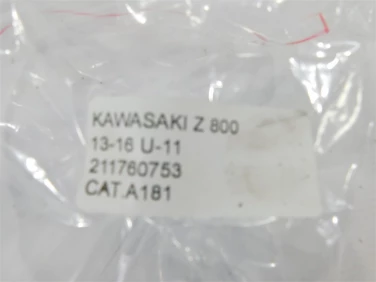 KAWASAKI Z 800
13-16 U-11
211760753
CAT.A181